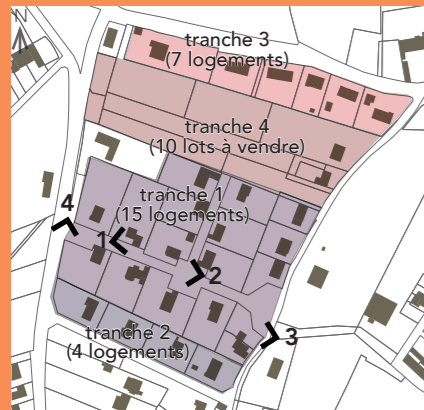 N
tranche 3
(7 logements)
tranche 4
(10 lots à vendre)
tranche 1
(15 logements)
4
1
2
tranche 2
(4 logements)
3